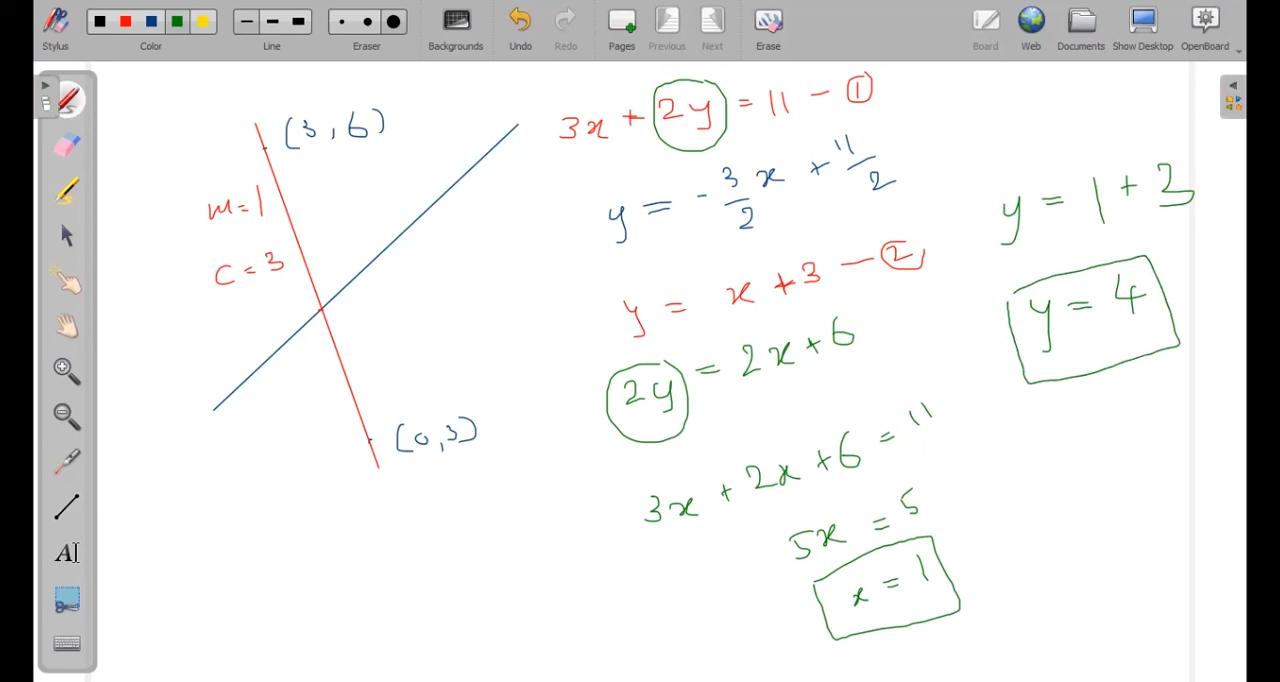 Stylus Color Line Eraser Backgrounds Undo Redo Pages Previous Next Erase Board Web Documents Show Desktop OpenBoard
A
(3, 6)
m = 1
c = 3
(0, 3)
3x + 2y = 11 - ①
y = - 3/2 x + 11/2
y = x + 3 - ②
2y = 2x + 6
3x + 2x + 6 = 11
5x = 5
x = 1
y = 1 + 3
y = 4